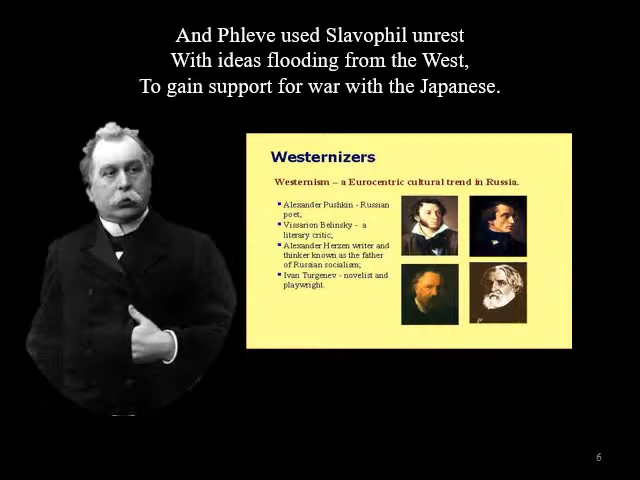 And Phleve used Slavophil unrest
With ideas flooding from the West,
To gain support for war with the Japanese.
Westernizers
Westernism – a Eurocentric cultural trend in Russia.
Alexander Pushkin - Russian
poet;
Vissarion Belinsky - a
literary critic;
Alexander Herzen writer and
thinker known as the father
of Russian socialism;
Ivan Turgenev - novelist and
playwright.
6